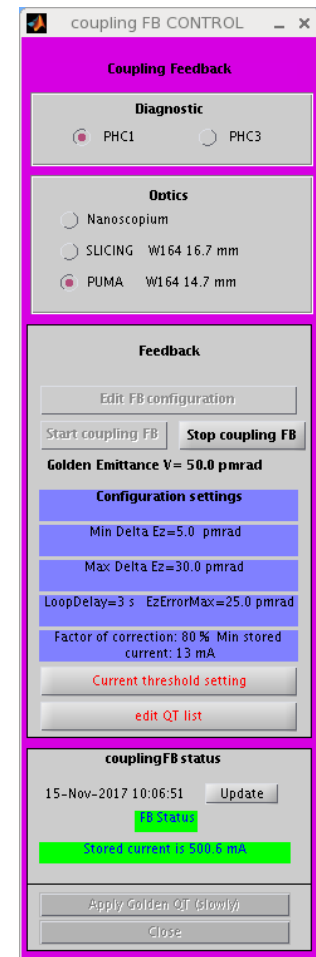 coupling FB CONTROL
Coupling Feedback
Diagnostic
PHC1 PHC3
Optics
Nanoscopium
SLICING W164 16.7 mm
PUMA W164 14.7 mm
Feedback
Edit FB configuration
Start coupling FB Stop coupling FB
Golden Emittance V= 50.0 pmrad
Configuration settings
Min Delta Ez=5.0 pmrad
Max Delta Ez=30.0 pmrad
LoopDelay=3 s EzErrorMax=25.0 pmrad
Factor of correction: 80 % Min stored
current: 13 mA
Current threshold setting
edit QT list
couplingFB status
15-Nov-2017 10:06:51 Update
FB Status
Stored current is 500.6 mA
Apply Golden QT (slowly)
Close